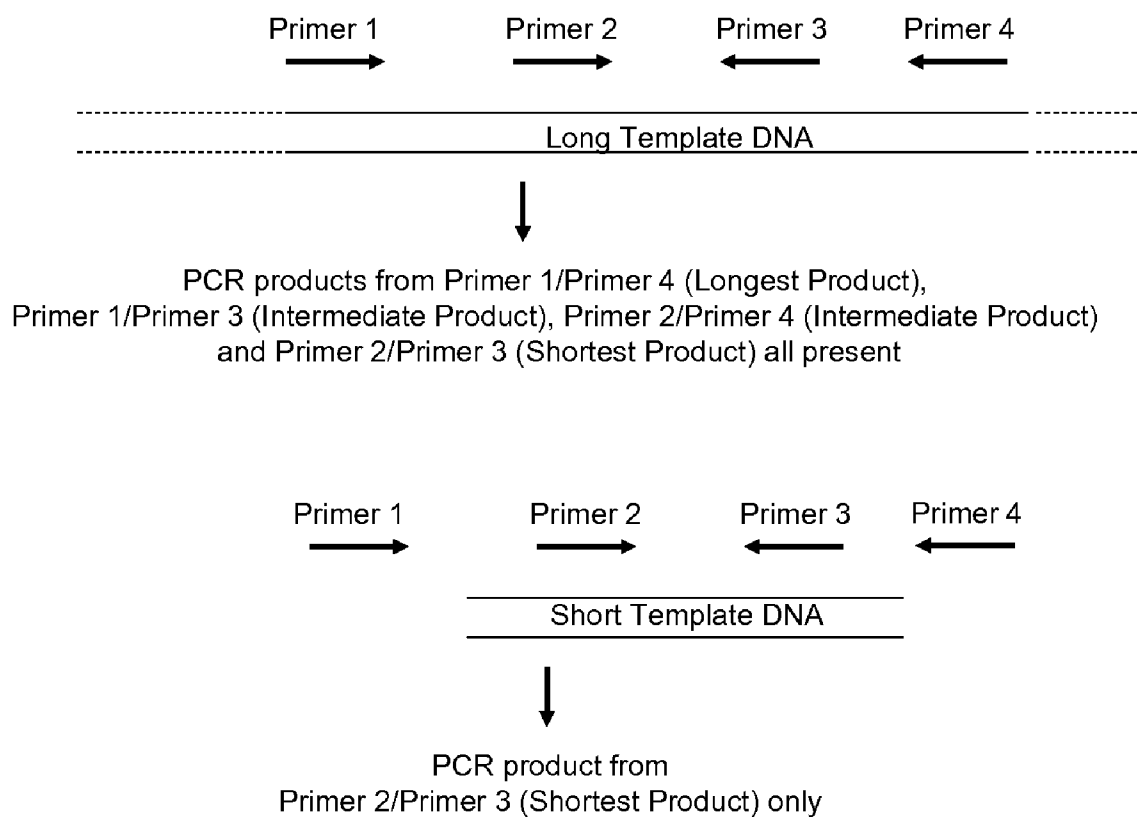 Primer 1 Primer 2 Primer 3 Primer 4
Long Template DNA
PCR products from Primer 1/Primer 4 (Longest Product),
Primer 1/Primer 3 (Intermediate Product), Primer 2/Primer 4 (Intermediate Product)
and Primer 2/Primer 3 (Shortest Product) all present
Primer 1 Primer 2 Primer 3 Primer 4
Short Template DNA
PCR product from
Primer 2/Primer 3 (Shortest Product) only